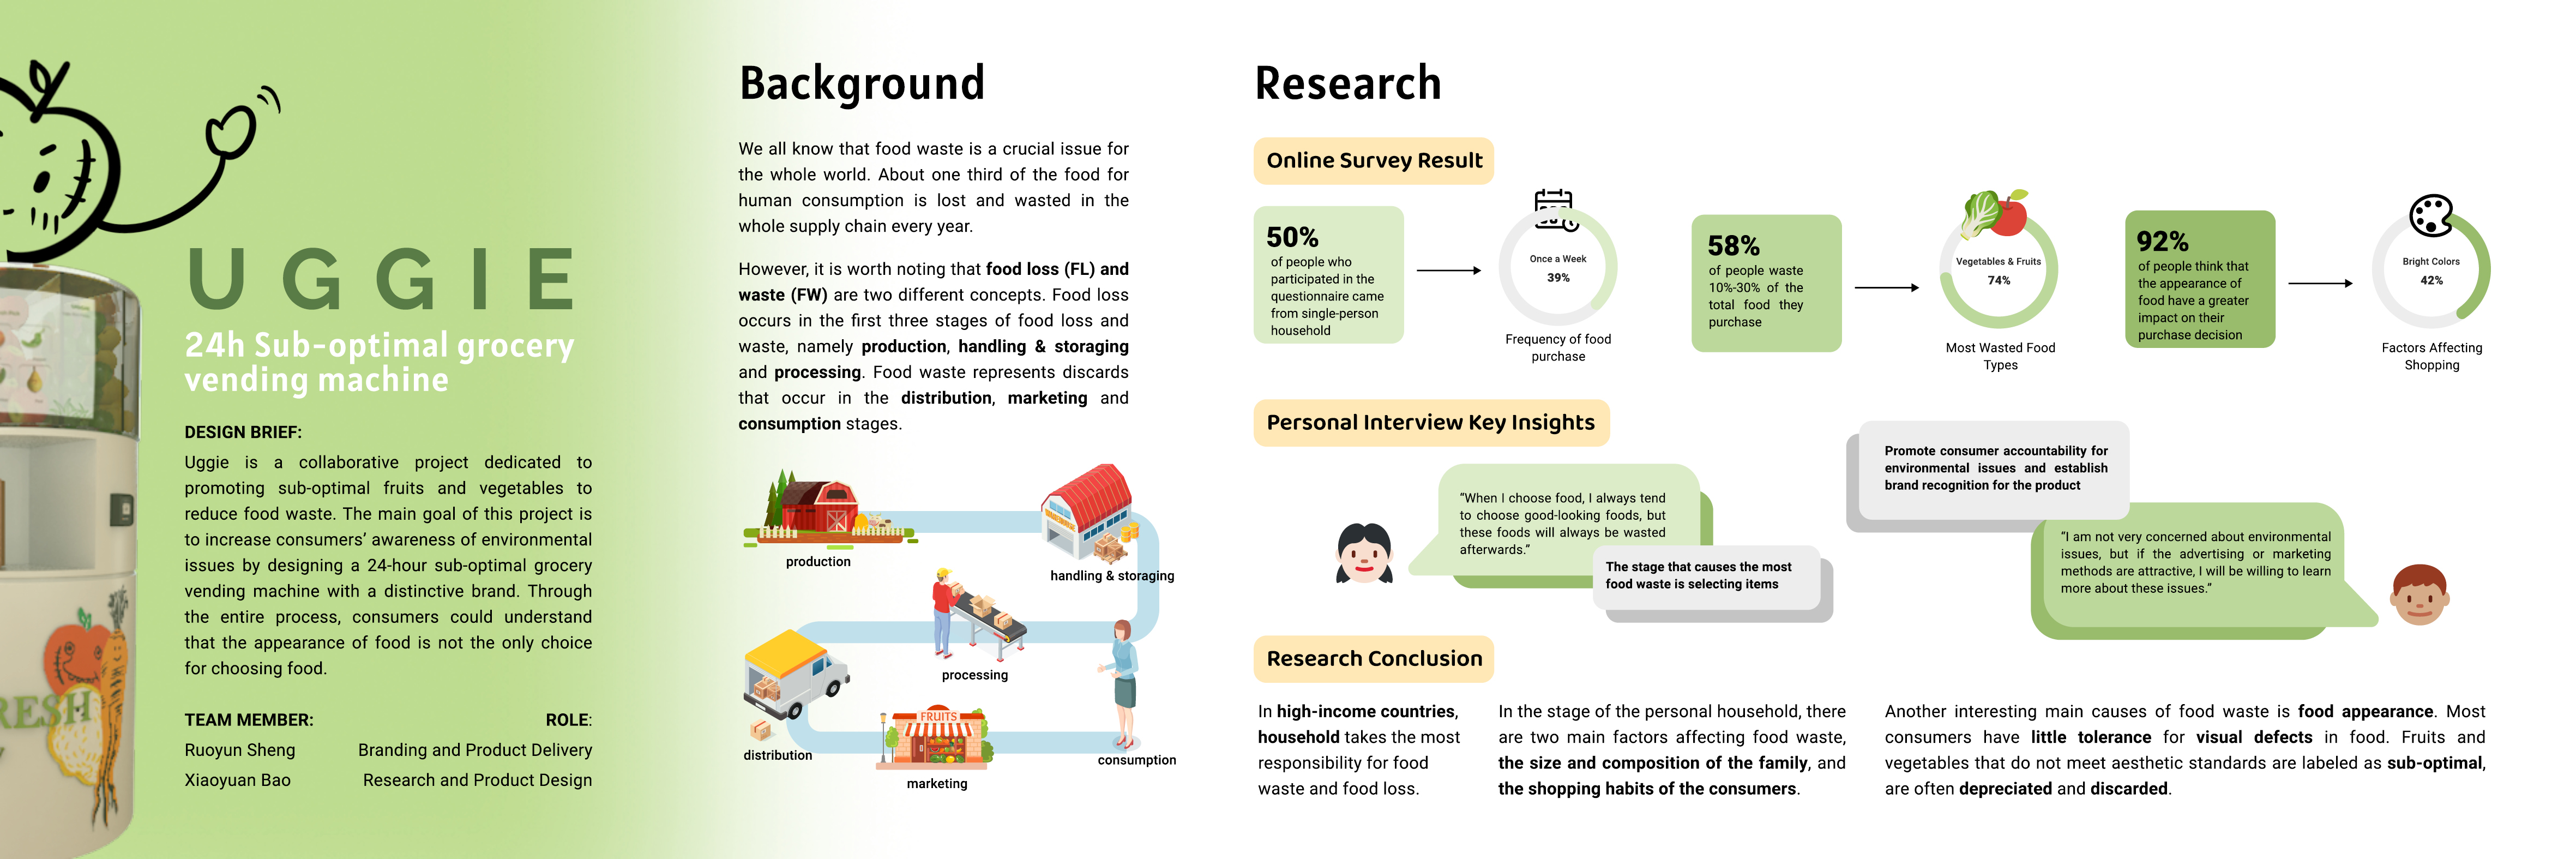 UGGIE
24h Sub-optimal grocery
vending machine
DESIGN BRIEF:
Uggie is a collaborative project dedicated to
promoting sub-optimal fruits and vegetables to
reduce food waste. The main goal of this project is
to increase consumers’ awareness of environmental
issues by designing a 24-hour sub-optimal grocery
vending machine with a distinctive brand. Through
the entire process, consumers could understand
that the appearance of food is not the only choice
for choosing food.
TEAM MEMBER: ROLE:
Ruoyun Sheng Branding and Product Delivery
Xiaoyuan Bao Research and Product Design
RESH
Background
We all know that food waste is a crucial issue for
the whole world. About one third of the food for
human consumption is lost and wasted in the
whole supply chain every year.
However, it is worth noting that food loss (FL) and
waste (FW) are two different concepts. Food loss
occurs in the first three stages of food loss and
waste, namely production, handling & storaging
and processing. Food waste represents discards
that occur in the distribution, marketing and
consumption stages.
production
handling & storaging
processing
distribution
FRUITS
marketing
consumption
Research
Online Survey Result
50%
of people who
participated in the
questionnaire came
from single-person
household
Once a Week
39%
Frequency of food
purchase
58%
of people waste
10%-30% of the
total food they
purchase
Vegetables & Fruits
74%
Most Wasted Food
Types
92%
of people think that
the appearance of
food have a greater
impact on their
purchase decision
Bright Colors
42%
Factors Affecting
Shopping
Personal Interview Key Insights
“When I choose food, I always tend
to choose good-looking foods, but
these foods will always be wasted
afterwards.”
The stage that causes the most
food waste is selecting items
Promote consumer accountability for
environmental issues and establish
brand recognition for the product
“I am not very concerned about environmental
issues, but if the advertising or marketing
methods are attractive, I will be willing to learn
more about these issues.”
Research Conclusion
In high-income countries,
household takes the most
responsibility for food
waste and food loss.
In the stage of the personal household, there
are two main factors affecting food waste,
the size and composition of the family, and
the shopping habits of the consumers.
Another interesting main causes of food waste is food appearance. Most
consumers have little tolerance for visual defects in food. Fruits and
vegetables that do not meet aesthetic standards are labeled as sub-optimal,
are often depreciated and discarded.